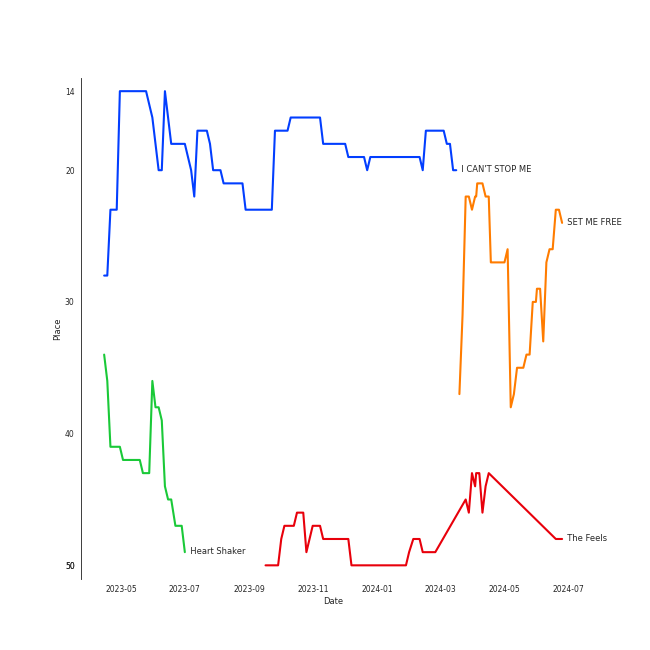 14
20
30
40
50
Place
I CAN'T STOP ME
SET ME FREE
Heart Shaker
The Feels
2023-05
2023-07
2023-09
2023-11
2024-01
2024-03
2024-05
2024-07
Date